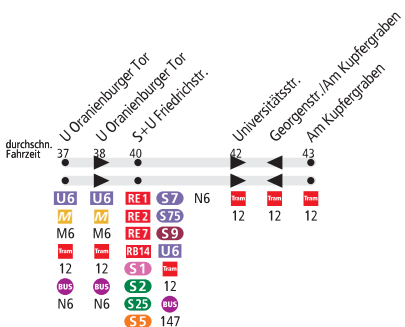 U Oranienburger Tor
U Oranienburger Tor
S+U Friedrichstr.
Universitätsstr.
Georgenstr./Am Kupfergraben
Am Kupfergraben
durchschn.
Fahrzeit
37 38 40 42 43
U6 U6 RE1 S7 N6 Tram Tram Tram
M M RE2 S75 12 12 12
M6 M6 RE7 S9
Tram Tram RB14 U6
12 12 S1 Tram
BUS BUS S2 12
N6 N6 S25 BUS
S5 147